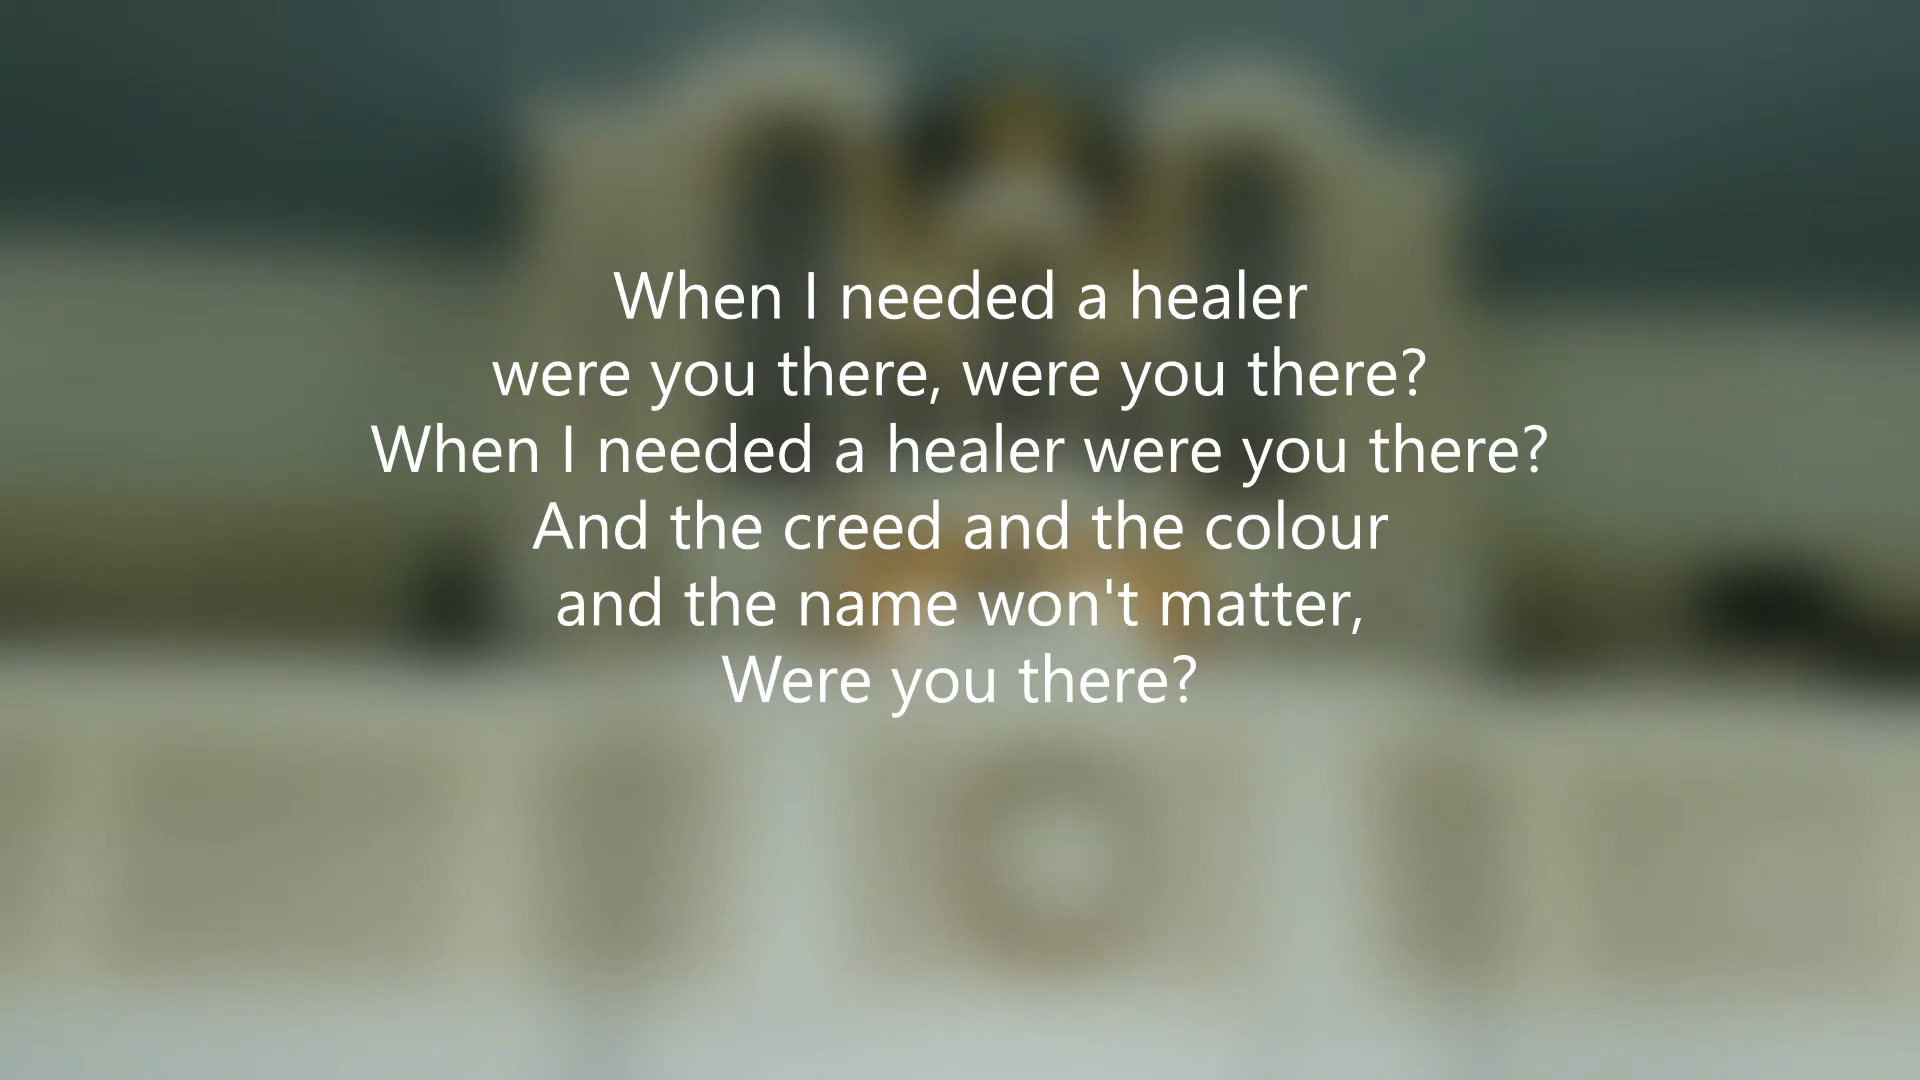 When I needed a healer
were you there, were you there?
When I needed a healer were you there?
And the creed and the colour
and the name won't matter,
Were you there?